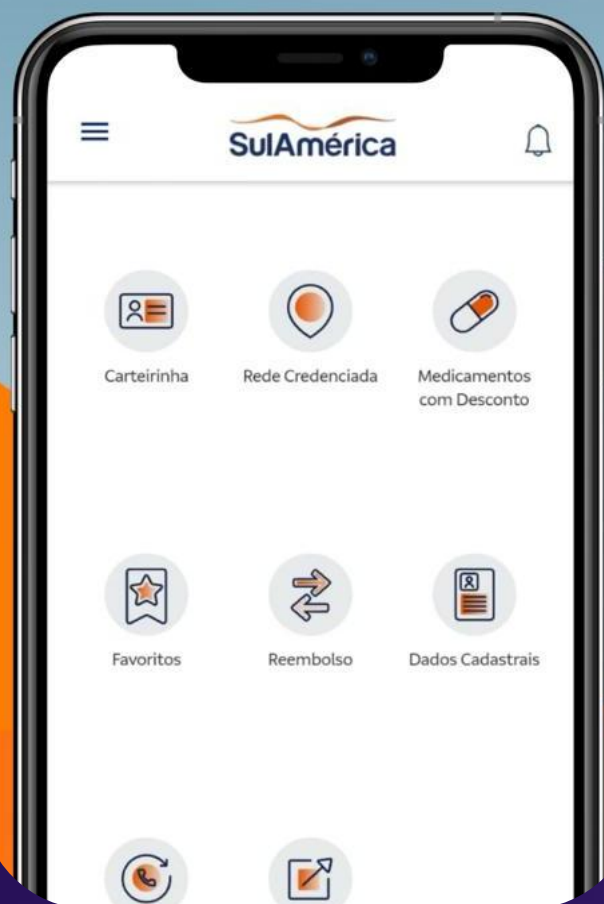 SulAmérica
Carteirinha
Rede Credenciada
Medicamentos
com Desconto
Favoritos
Reembolso
Dados Cadastrais